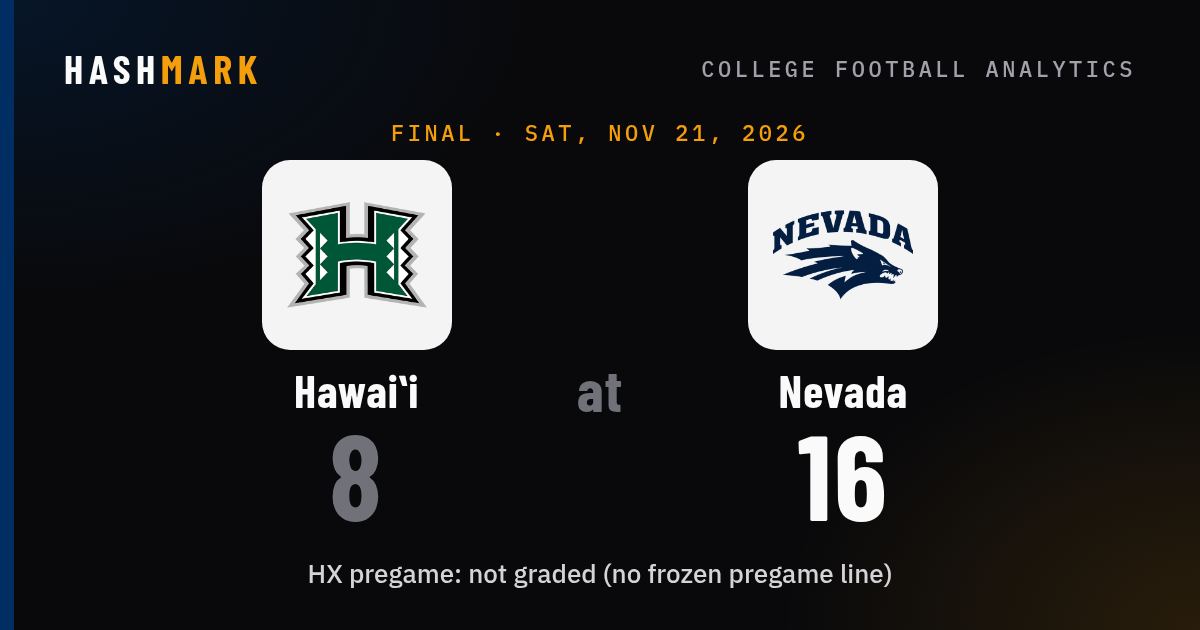 HASHMARK
COLLEGE FOOTBALL ANALYTICS
FINAL · SAT, NOV 21, 2026
H
NEVADA
Hawaiʻi
at
Nevada
8
16
HX pregame: not graded (no frozen pregame line)